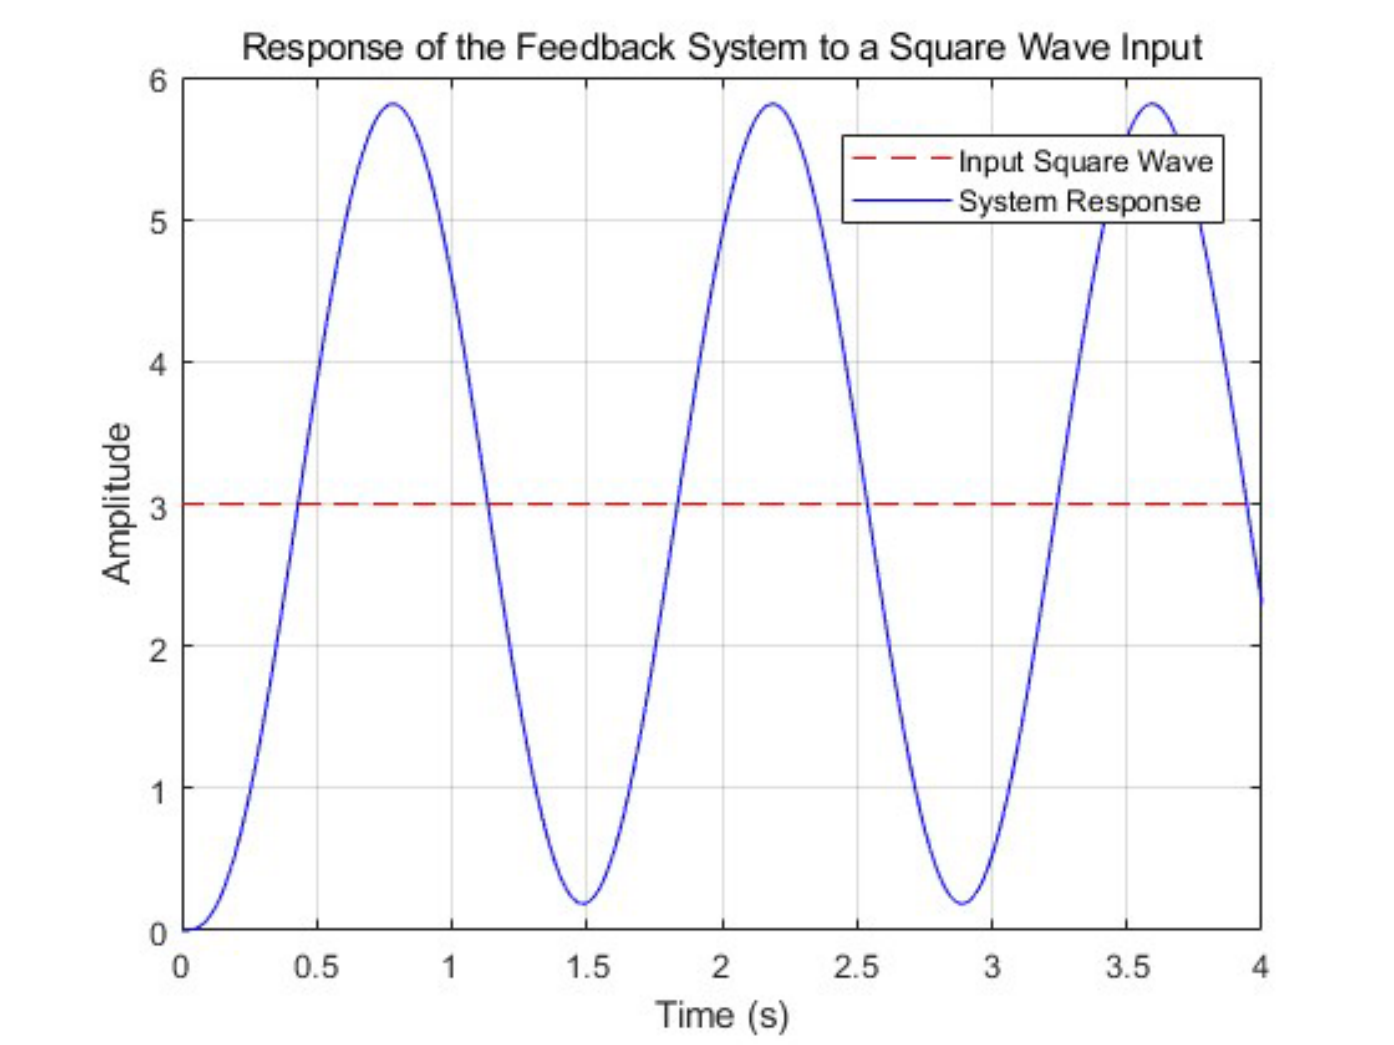 Response of the Feedback System to a Square Wave Input
6
5
4
3
2
1
0
Amplitude
Input Square Wave
System Response
0 0.5 1 1.5 2 2.5 3 3.5 4
Time (s)